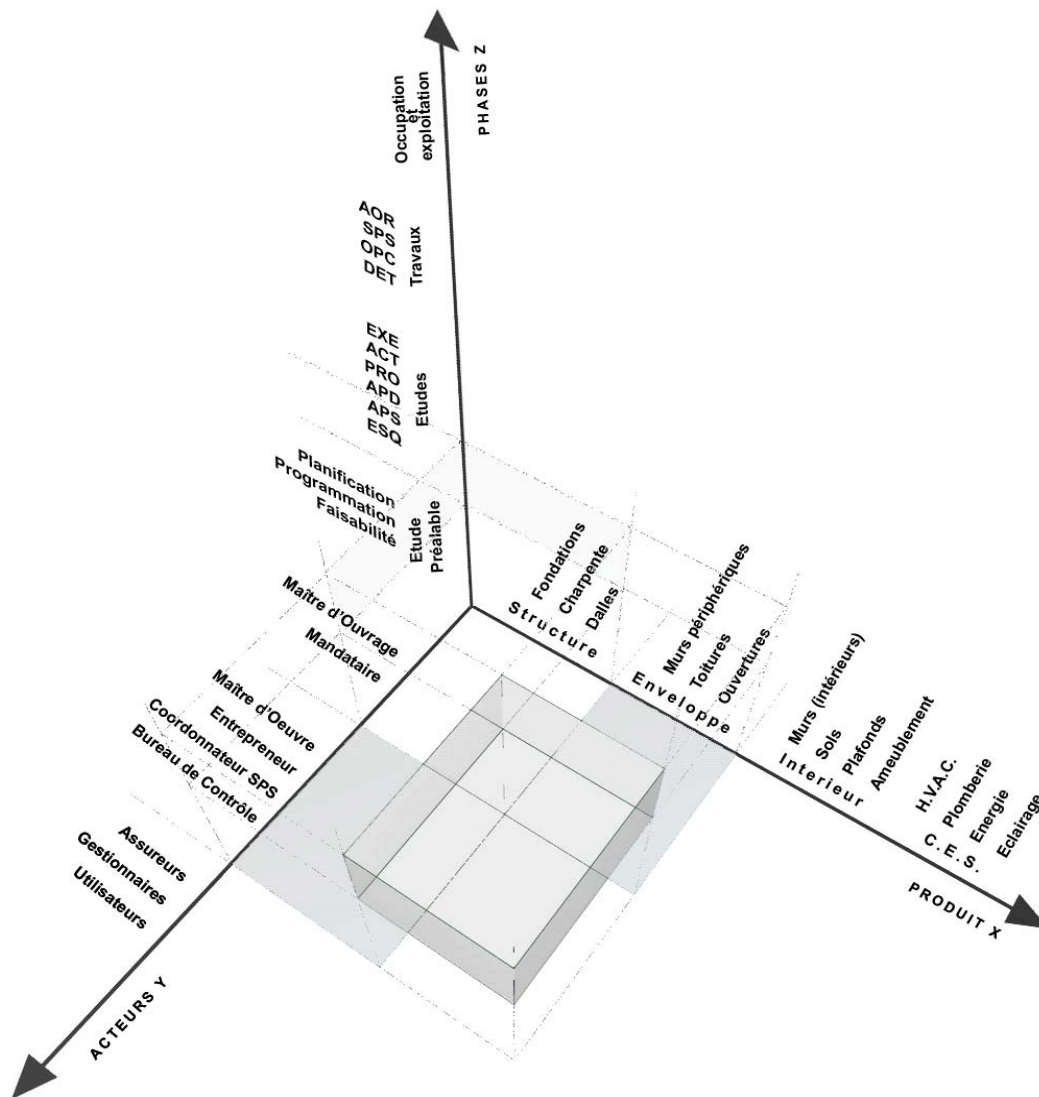 PHASES Z
Occupation
et
exploitation
AOR
SPS
OPC
DET
Travaux
EXE
ACT
PRO
APD
APS
ESQ
Etudes
Planification
Programmation
Faisabilité
Etude
Préalable
Maître d'Ouvrage
Mandataire
Maître d'Oeuvre
Entrepreneur
Coordonnateur SPS
Bureau de Contrôle
Assureurs
Gestionnaires
Utilisateurs
ACTEURS Y
Fondations
Charpente
Dalles
Structure
Murs périphériques
Toitures
Ouvertures
Enveloppe
Murs (intérieurs)
Sols
Plafonds
Ameublement
Interieur
H.V.A.C.
Plomberie
Energie
Eclairage
C.E.S.
PRODUIT X